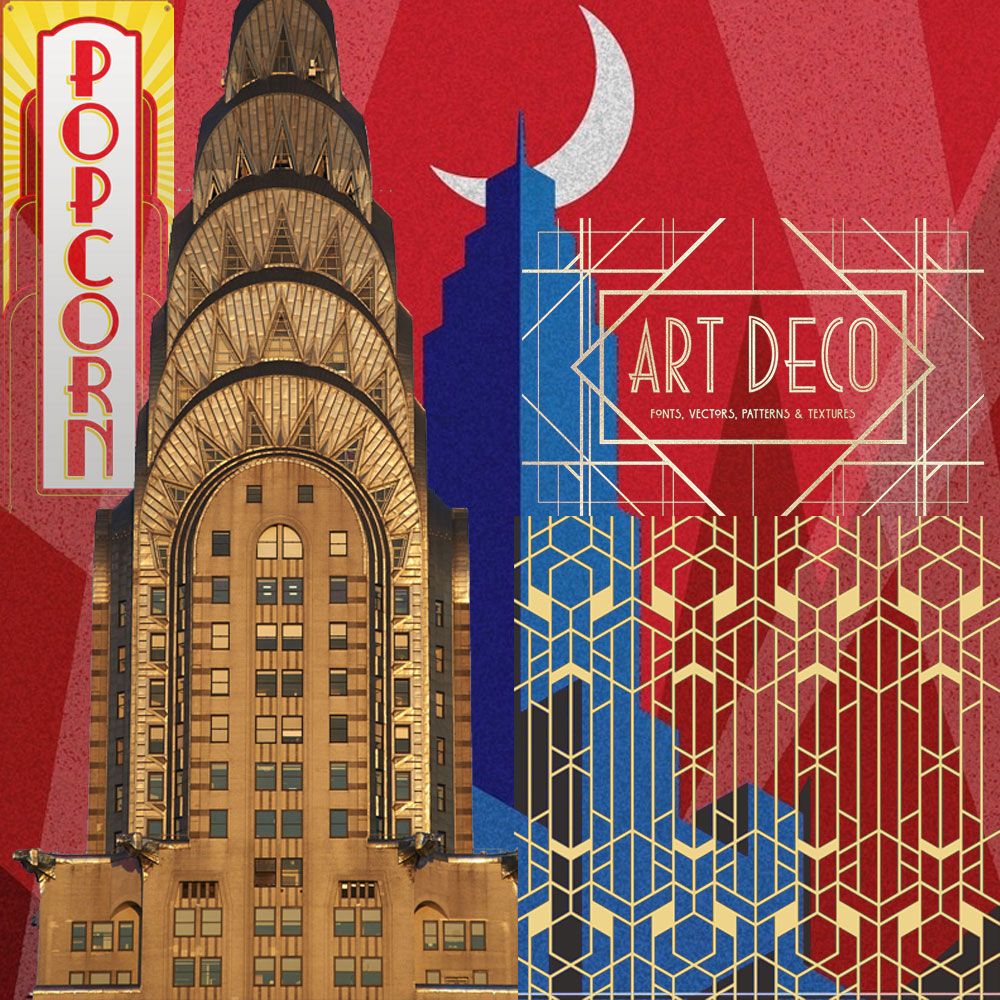 POPCORN
ART DECO
FONTS, VECTORS, PATTERNS & TEXTURES